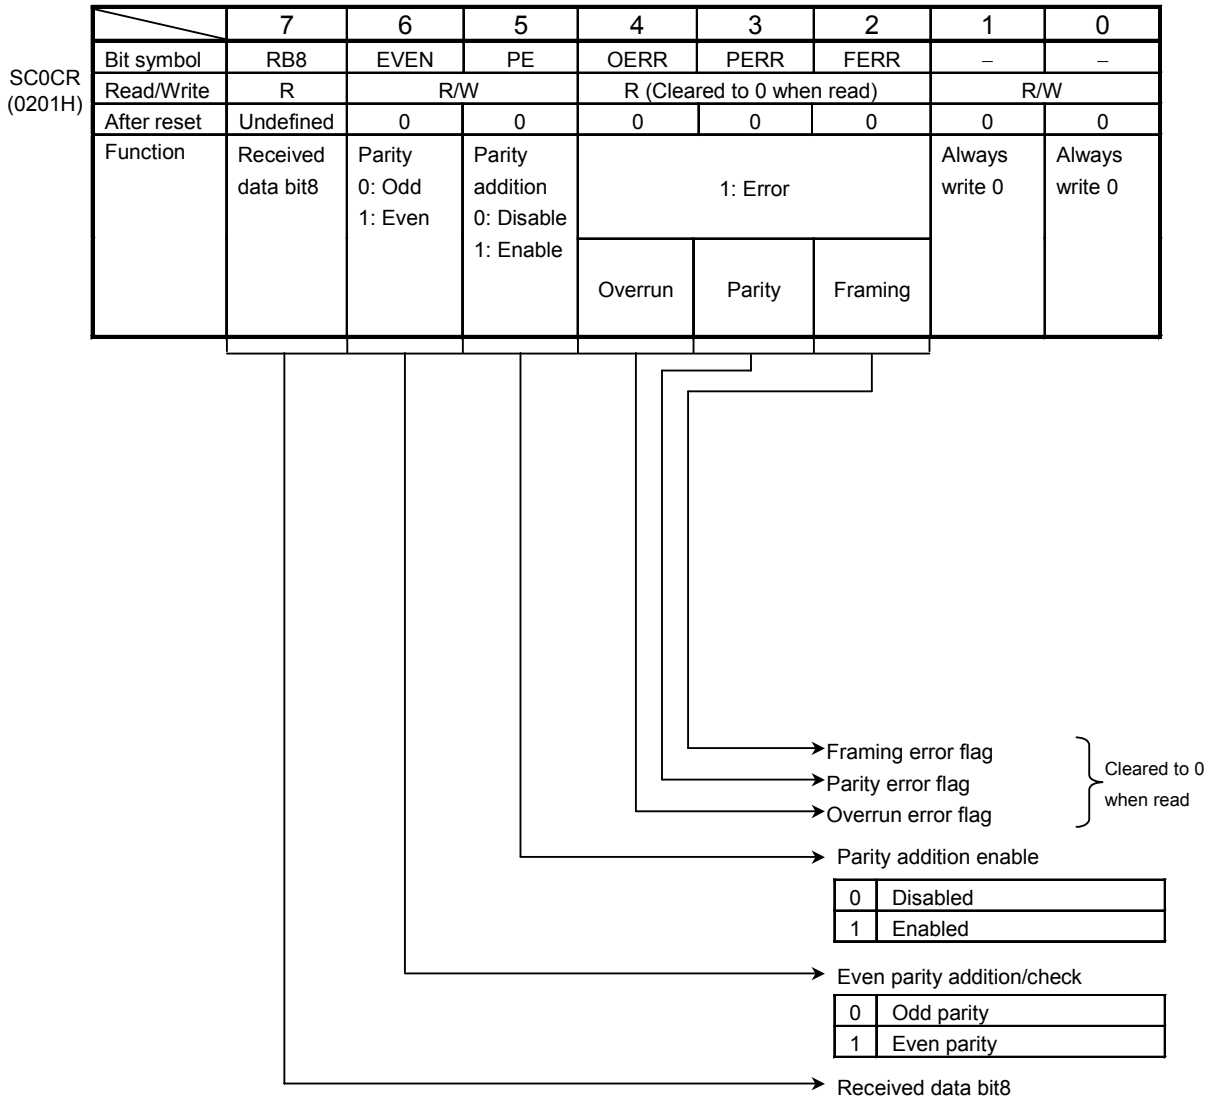 7 6 5 4 3 2 1 0
SC0CR
(0201H)
Bit symbol RB8 EVEN PE OERR PERR FERR – –
Read/Write R R/W R (Cleared to 0 when read) R/W
After reset Undefined 0 0 0 0 0 0 0
Function Received Parity Parity Always Always
data bit8 0: Odd addition 1: Error write 0 write 0
1: Even 0: Disable
1: Enable
Overrun Parity Framing
Framing error flag
Parity error flag
Overrun error flag
Cleared to 0
when read
Parity addition enable
0 Disabled
1 Enabled
Even parity addition/check
0 Odd parity
1 Even parity
Received data bit8